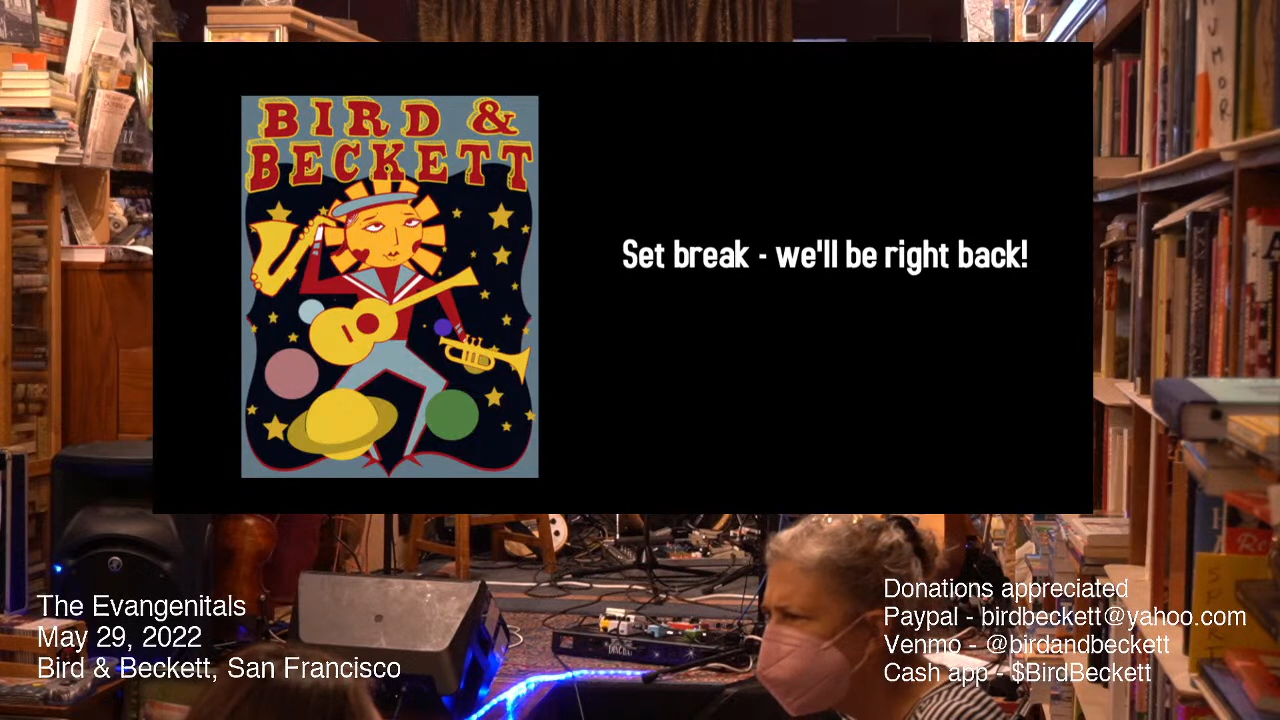 BIRD &
BECKETT
Set break - we'll be right back!
The Evangenitals
May 29, 2022
Bird & Beckett, San Francisco
Donations appreciated
Paypal - birdbeckett@yahoo.com
Venmo - @birdandbeckett
Cash app - $BirdBeckett
HUMOR